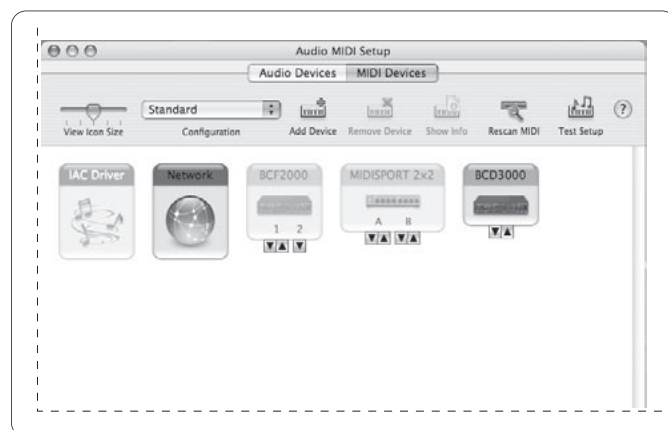 Audio MIDI Setup
Audio Devices MIDI Devices
Standard
View Icon Size Configuration Add Device Remove Device Show Info Rescan MIDI Test Setup ?
IAC Driver Network BCF2000 MIDISPORT 2x2 BCD3000
1 2 A B